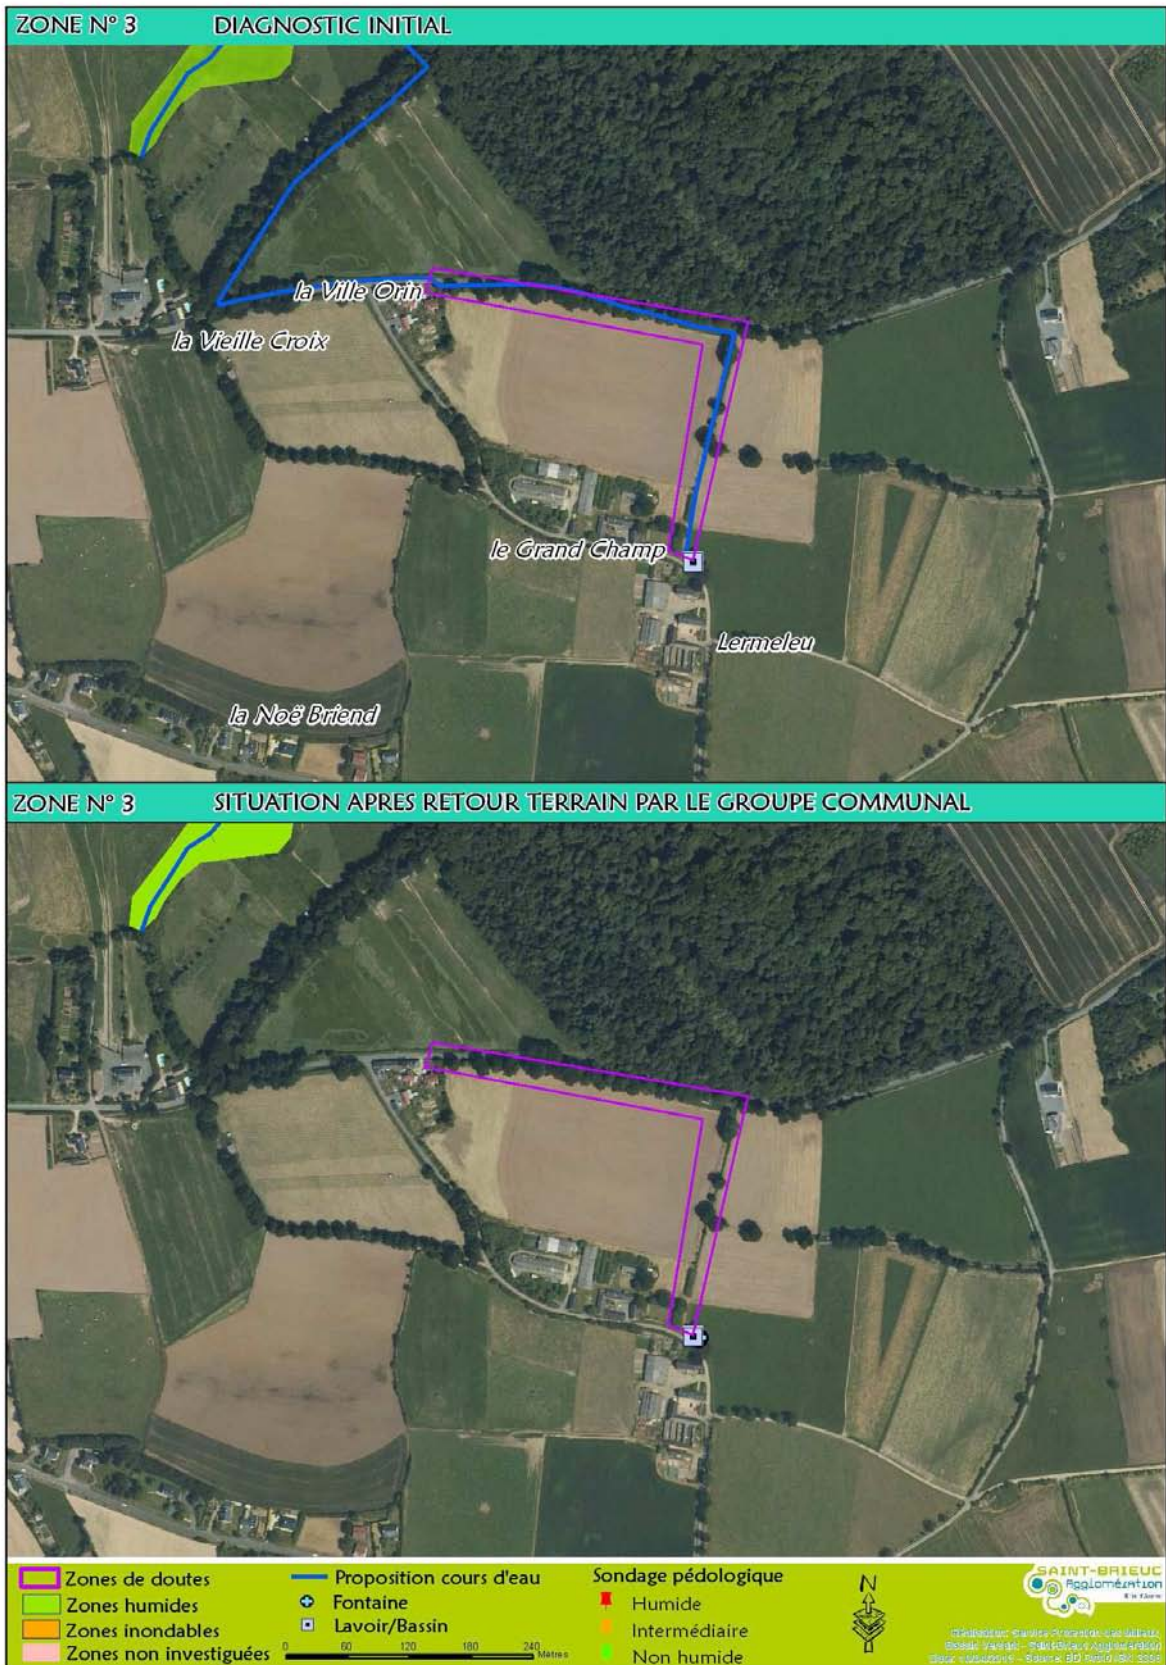 ZONE N° 3 DIAGNOSTIC INITIAL
la Ville Orin
la Vieille Croix
le Grand Champ
Lermeleu
la Noë Briend
ZONE N° 3 SITUATION APRES RETOUR TERRAIN PAR LE GROUPE COMMUNAL
Zones de doutes
Zones humides
Zones inondables
Zones non investiguées
Proposition cours d'eau
Fontaine
Lavoir/Bassin
0 60 120 180 240
Mètres
Sondage pédologique
Humide
Intermédiaire
Non humide
N
SAINT-BRIEUC
Agglomération